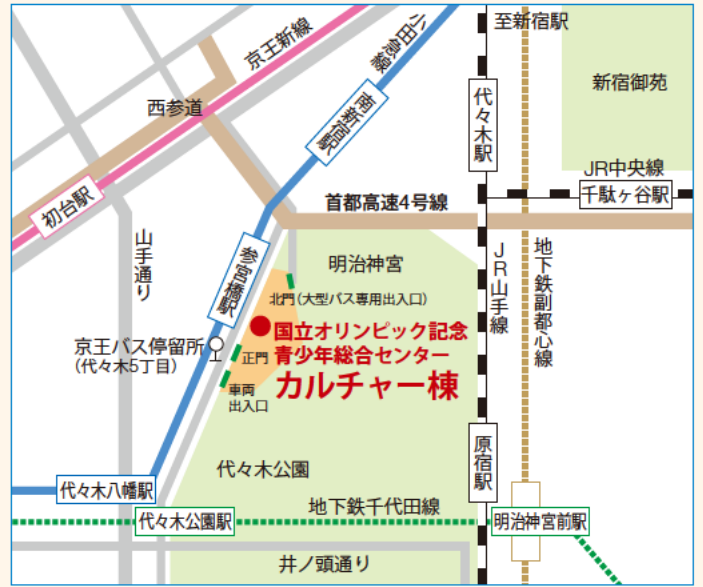 至新宿駅
京王新線
小田急線
新宿御苑
西参道
南新宿駅
代々木駅
JR中央線
千駄ヶ谷駅
初台駅
首都高速4号線
山手通り
参宮橋駅
明治神宮
JR山手線
地下鉄副都心線
北門(大型バス専用出入口)
国立オリンピック記念
青少年総合センター
カルチャー棟
京王バス停留所
(代々木5丁目)
正門
車両
出入口
原宿駅
代々木公園
代々木八幡駅
地下鉄千代田線
代々木公園駅
明治神宮前駅
井ノ頭通り